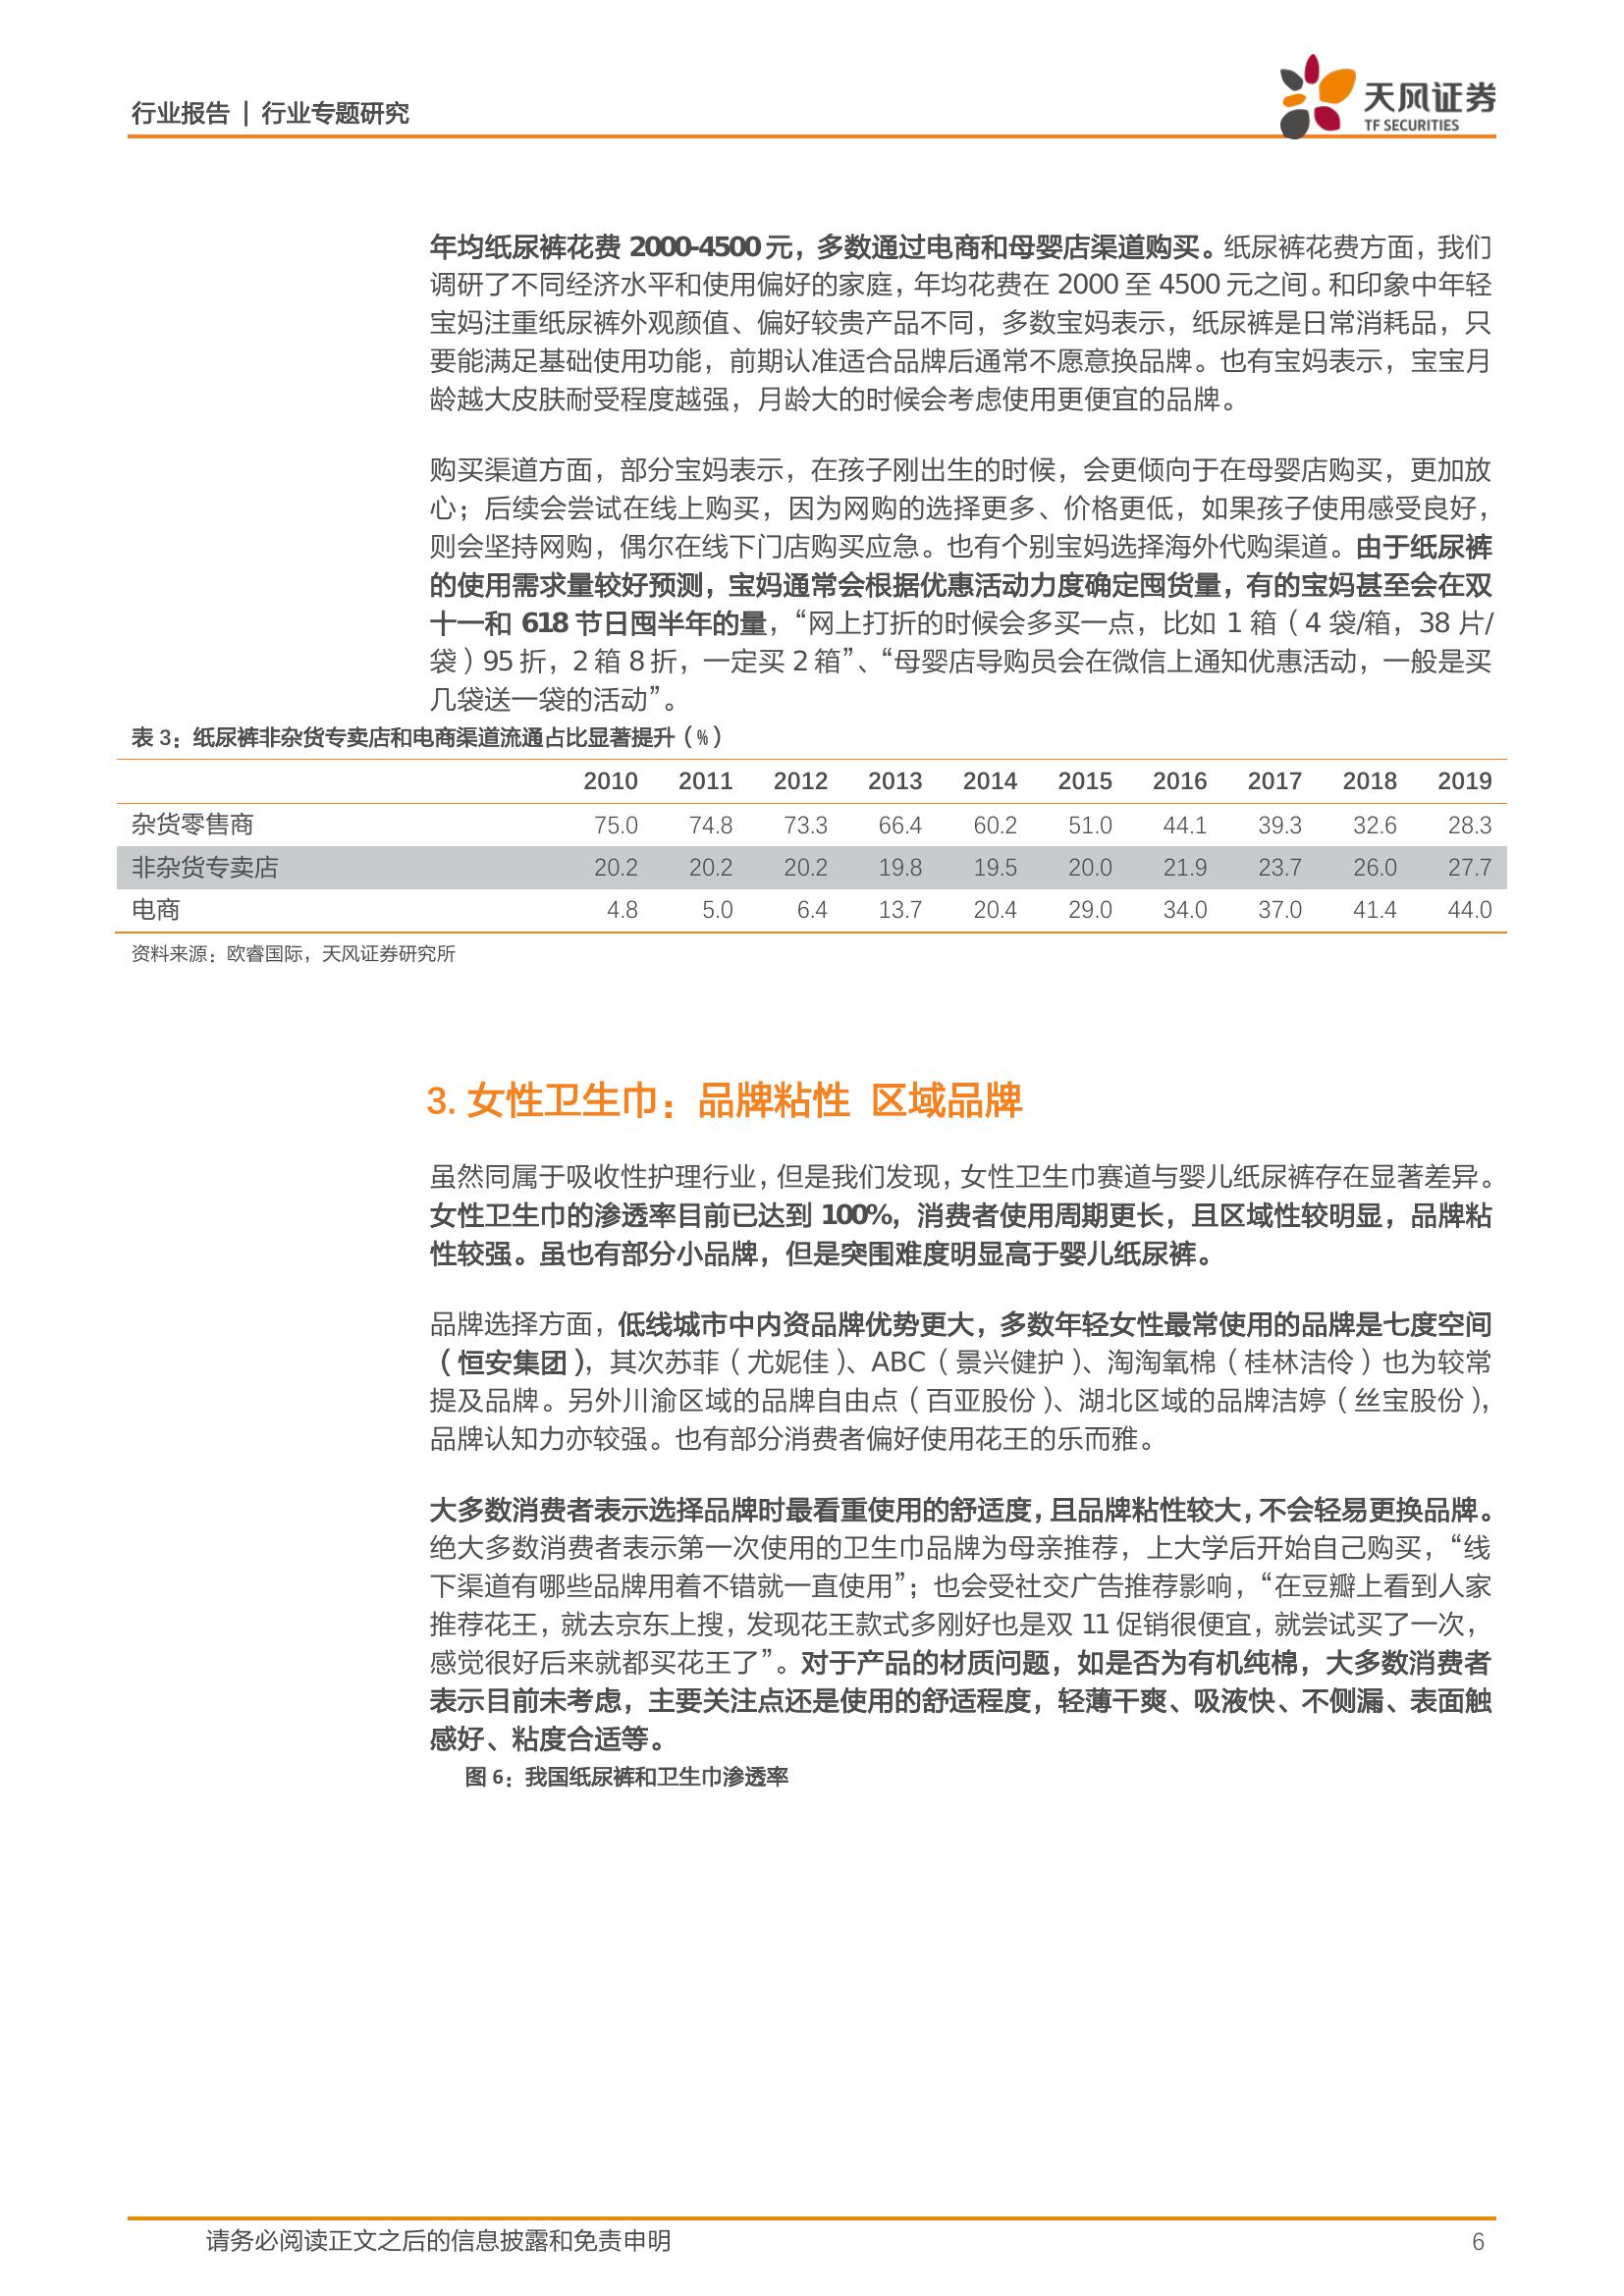 行业报告 | 行业专题研究
天风证券
TF SECURITIES
年均纸尿裤花费 2000-4500 元，多数通过电商和母婴店渠道购买。纸尿裤花费方面，我们
调研了不同经济水平和使用偏好的家庭，年均花费在 2000 至 4500 元之间。和印象中年轻
宝妈注重纸尿裤外观颜值、偏好较贵产品不同，多数宝妈表示，纸尿裤是日常消耗品，只
要能满足基础使用功能，前期认准适合品牌后通常不愿意换品牌。也有宝妈表示，宝宝月
龄越大皮肤耐受程度越强，月龄大的时候会考虑使用更便宜的品牌。
购买渠道方面，部分宝妈表示，在孩子刚出生的时候，会更倾向于在母婴店购买，更加放
心；后续会尝试在线上购买，因为网购的选择更多、价格更低，如果孩子使用感受良好，
则会坚持网购，偶尔在线下门店购买应急。也有个别宝妈选择海外代购渠道。由于纸尿裤
的使用需求量较好预测，宝妈通常会根据优惠活动力度确定囤货量，有的宝妈甚至会在双
十一和 618 节日囤半年的量，“网上打折的时候会多买一点，比如 1 箱（4 袋/箱，38 片/
袋）95 折，2 箱 8 折，一定买 2 箱”、“母婴店导购员会在微信上通知优惠活动，一般是买
几袋送一袋的活动”。
表 3：纸尿裤非杂货专卖店和电商渠道流通占比显著提升（%）
2010 2011 2012 2013 2014 2015 2016 2017 2018 2019
杂货零售商 75.0 74.8 73.3 66.4 60.2 51.0 44.1 39.3 32.6 28.3
非杂货专卖店 20.2 20.2 20.2 19.8 19.5 20.0 21.9 23.7 26.0 27.7
电商 4.8 5.0 6.4 13.7 20.4 29.0 34.0 37.0 41.4 44.0
资料来源：欧睿国际，天风证券研究所
3. 女性卫生巾：品牌粘性 区域品牌
虽然同属于吸收性护理行业，但是我们发现，女性卫生巾赛道与婴儿纸尿裤存在显著差异。
女性卫生巾的渗透率目前已达到 100%，消费者使用周期更长，且区域性较明显，品牌粘
性较强。虽也有部分小品牌，但是突围难度明显高于婴儿纸尿裤。
品牌选择方面，低线城市中内资品牌优势更大，多数年轻女性最常使用的品牌是七度空间
（恒安集团），其次苏菲（尤妮佳）、ABC（景兴健护）、淘淘氧棉（桂林洁伶）也为较常
提及品牌。另外川渝区域的品牌自由点（百亚股份）、湖北区域的品牌洁婷（丝宝股份），
品牌认知力亦较强。也有部分消费者偏好使用花王的乐而雅。
大多数消费者表示选择品牌时最看重使用的舒适度，且品牌粘性较大，不会轻易更换品牌。
绝大多数消费者表示第一次使用的卫生巾品牌为母亲推荐，上大学后开始自己购买，“线
下渠道有哪些品牌用着不错就一直使用”；也会受社交广告推荐影响，“在豆瓣上看到人家
推荐花王，就去京东上搜，发现花王款式多刚好也是双 11 促销很便宜，就尝试买了一次，
感觉很好后来就都买花王了”。对于产品的材质问题，如是否为有机纯棉，大多数消费者
表示目前未考虑，主要关注点还是使用的舒适程度，轻薄干爽、吸液快、不侧漏、表面触
感好、粘度合适等。
图 6：我国纸尿裤和卫生巾渗透率
请务必阅读正文之后的信息披露和免责申明 6